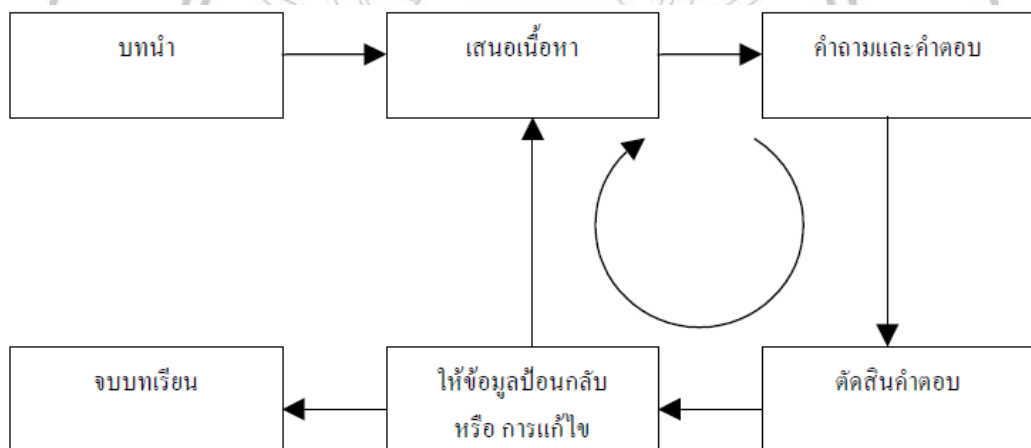 บทนำ
เสนอเนื้อหา
คำถามและคำตอบ
จบบทเรียน
ให้ข้อมูลป้อนกลับ
หรือ การแก้ไข
ตัดสินคำตอบ